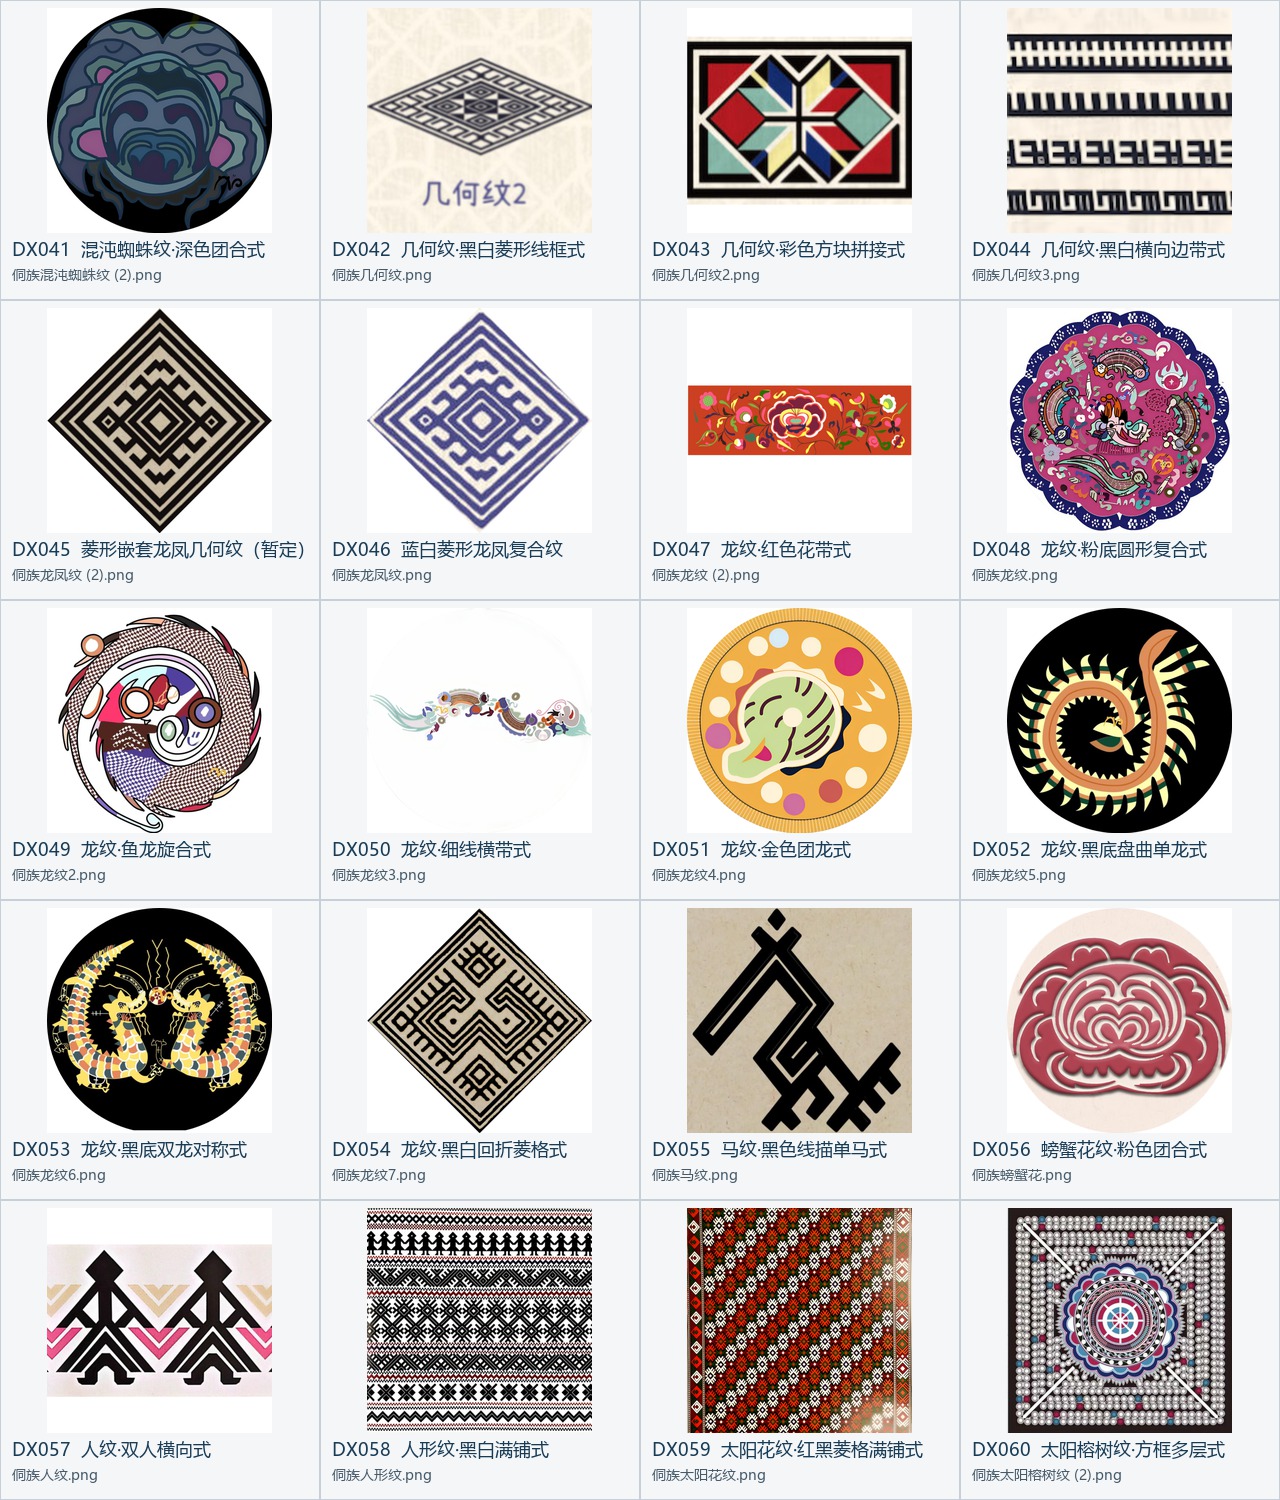 几何纹2
DX041 混沌蜘蛛纹·深色团合式
侗族混沌蜘蛛纹 (2).png
DX042 几何纹·黑白菱形线框式
侗族几何纹.png
DX043 几何纹·彩色方块拼接式
侗族几何纹2.png
DX044 几何纹·黑白横向边带式
侗族几何纹3.png
DX045 菱形嵌套龙凤几何纹（暂定）
侗族龙凤纹 (2).png
DX046 蓝白菱形龙凤复合纹
侗族龙凤纹.png
DX047 龙纹·红色花带式
侗族龙纹 (2).png
DX048 龙纹·粉底圆形复合式
侗族龙纹.png
DX049 龙纹·鱼龙旋合式
侗族龙纹2.png
DX050 龙纹·细线横带式
侗族龙纹3.png
DX051 龙纹·金色团龙式
侗族龙纹4.png
DX052 龙纹·黑底盘曲单龙式
侗族龙纹5.png
DX053 龙纹·黑底双龙对称式
侗族龙纹6.png
DX054 龙纹·黑白回折菱格式
侗族龙纹7.png
DX055 马纹·黑色线描单马式
侗族马纹.png
DX056 螃蟹花纹·粉色团合式
侗族螃蟹花.png
DX057 人纹·双人横向式
侗族人纹.png
DX058 人形纹·黑白满铺式
侗族人形纹.png
DX059 太阳花纹·红黑菱格满铺式
侗族太阳花纹.png
DX060 太阳榕树纹·方框多层式
侗族太阳榕树纹 (2).png